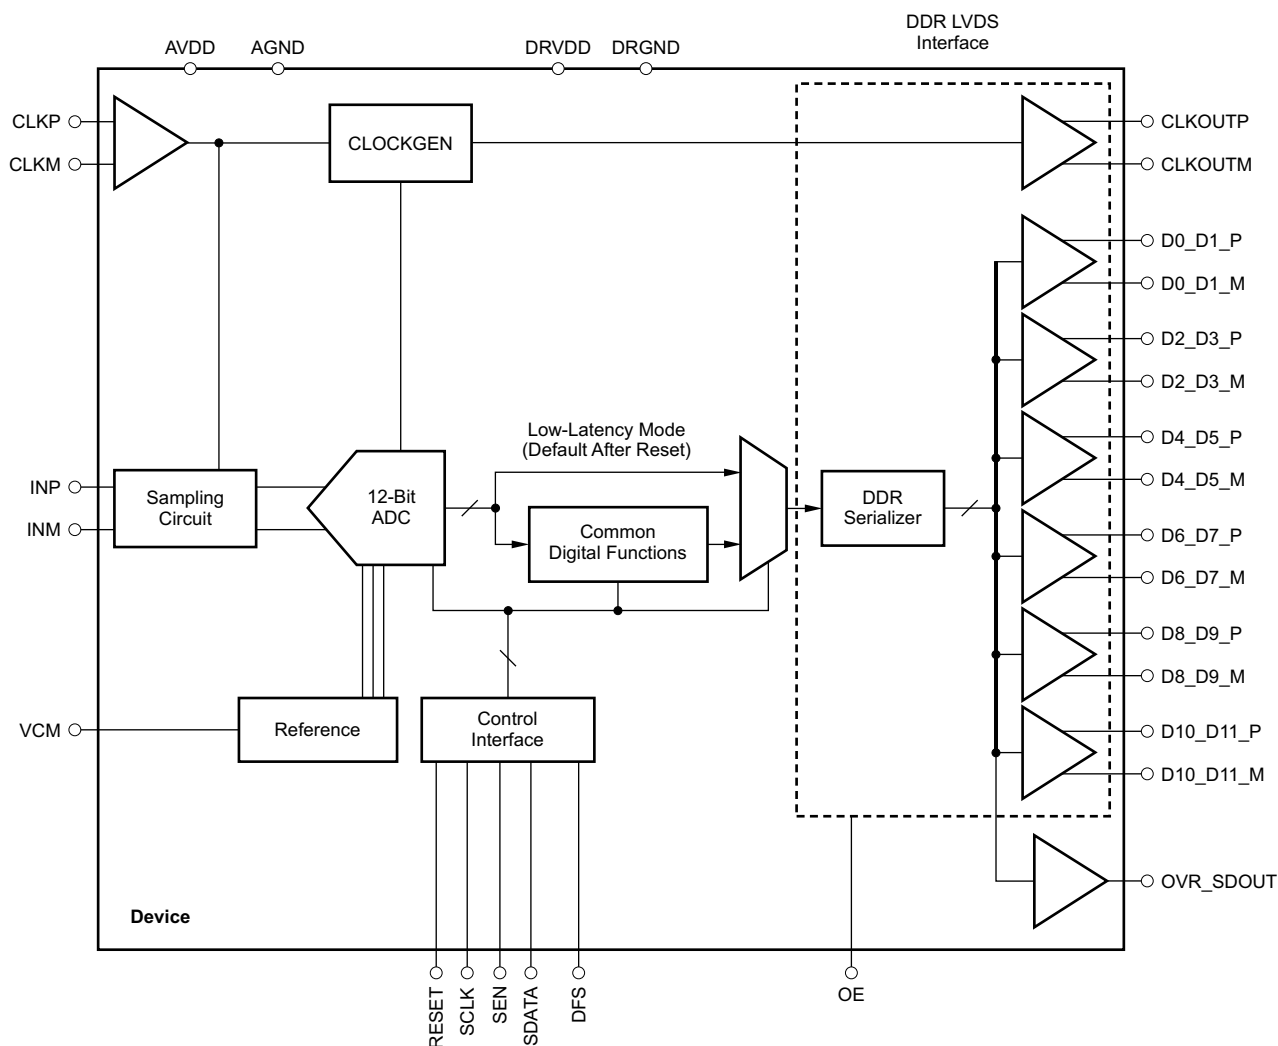 DDR LVDS
Interface
AVDD
AGND
DRVDD
DRGND
CLKP
CLKM
CLOCKGEN
CLKOUTP
CLKOUTM
D0_D1_P
D0_D1_M
D2_D3_P
D2_D3_M
Low-Latency Mode
(Default After Reset)
D4_D5_P
D4_D5_M
INP
INM
Sampling
Circuit
12-Bit
ADC
Common
Digital Functions
DDR
Serializer
D6_D7_P
D6_D7_M
D8_D9_P
D8_D9_M
VCM
Reference
Control
Interface
D10_D11_P
D10_D11_M
OVR_SDOUT
Device
RESET
SCLK
SEN
SDATA
DFS
OE